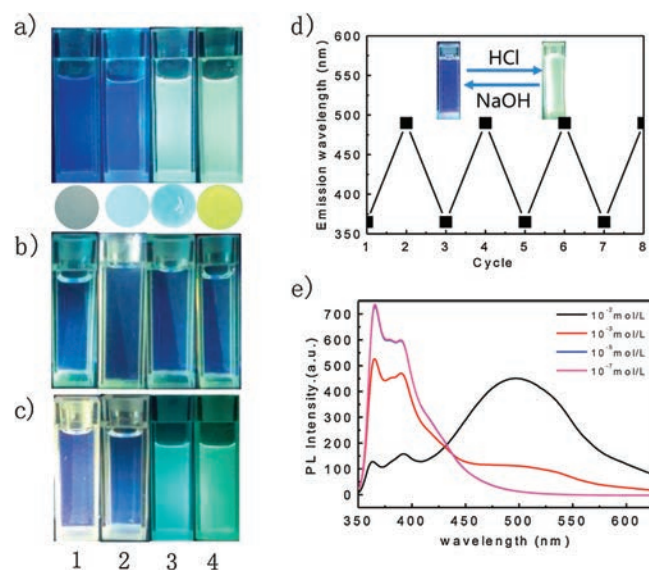 a)
b)
c)
1 2 3 4
d)
Emission wavelength (nm)
600
550
500
450
400
350
HCl
NaOH
1 2 3 4 5 6 7 8
Cycle
e)
PL Intensity.(a.u.)
700
600
500
400
300
200
100
0
10⁻²mol/L
10⁻³mol/L
10⁻⁵mol/L
10⁻⁷mol/L
350 400 450 500 550 600
wavelength (nm)